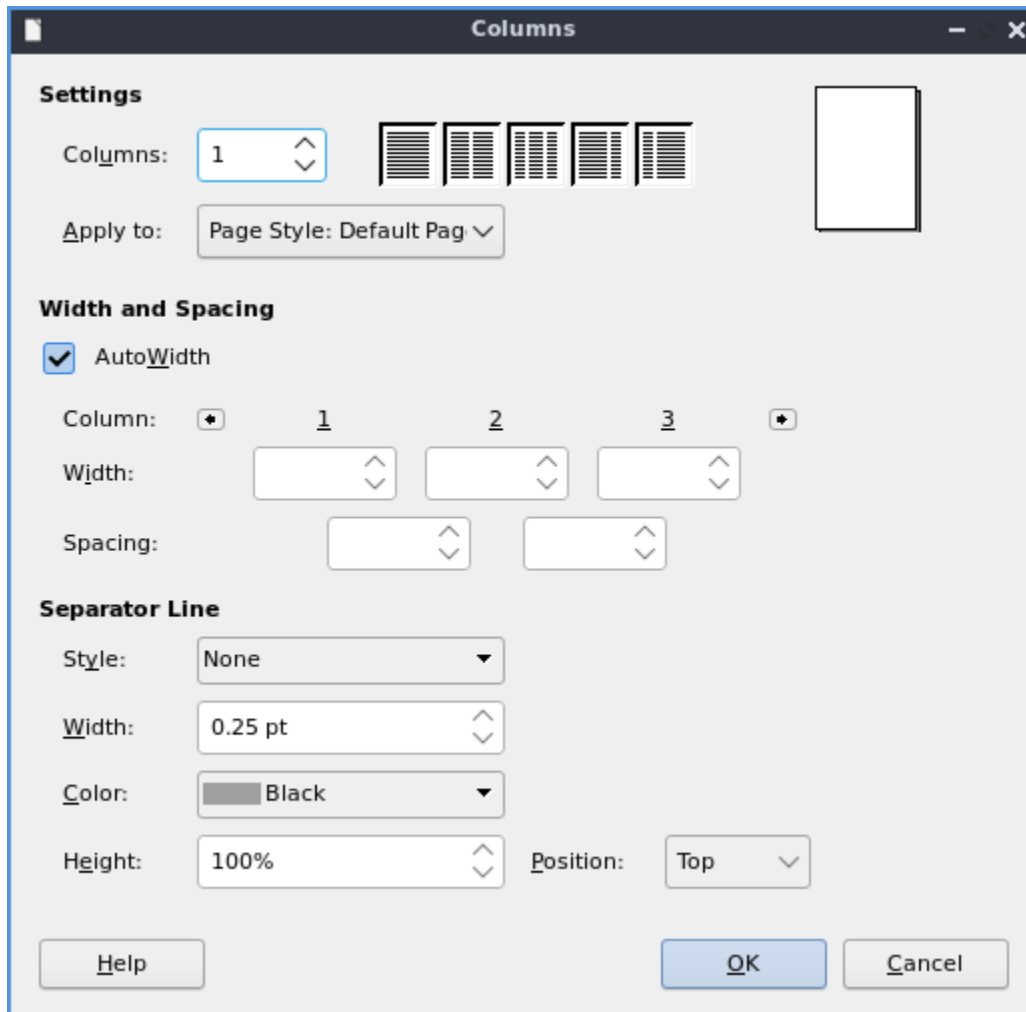 Columns
Settings
Columns: 1
Apply to: Page Style: Default Pag
Width and Spacing
AutoWidth
Column: 1 2 3
Width:
Spacing:
Separator Line
Style: None
Width: 0.25 pt
Color: Black
Height: 100% Position: Top
Help OK Cancel